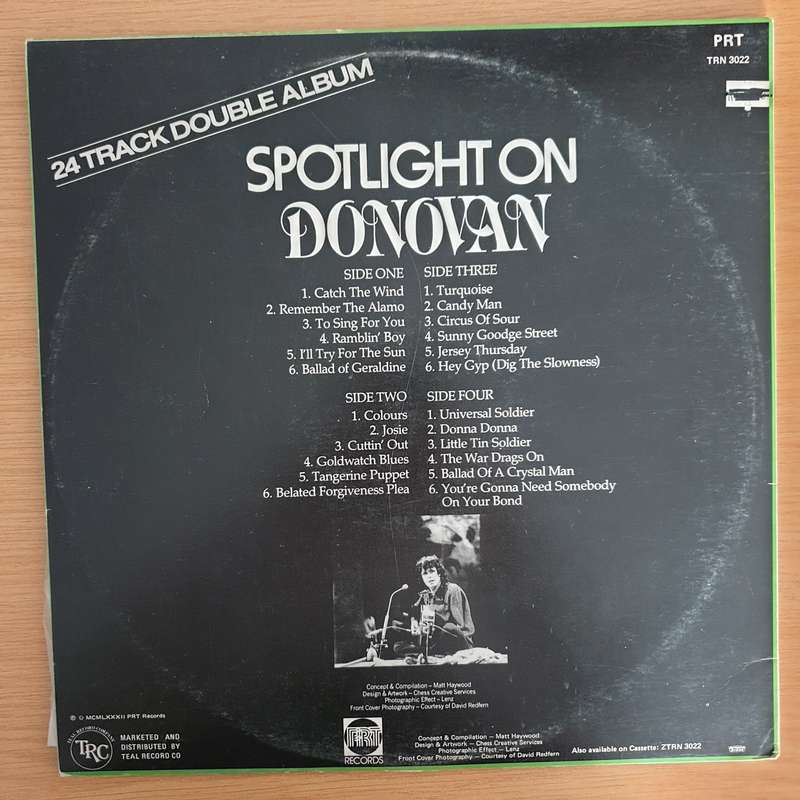 PRT
TRN 3022
24 TRACK DOUBLE ALBUM
SPOTLIGHT ON
DONOVAN
SIDE ONE
1. Catch The Wind
2. Remember The Alamo
3. To Sing For You
4. Ramblin' Boy
5. I'll Try For The Sun
6. Ballad of Geraldine
SIDE TWO
1. Colours
2. Josie
3. Cuttin' Out
4. Goldwatch Blues
5. Tangerine Puppet
6. Belated Forgiveness Plea
SIDE THREE
1. Turquoise
2. Candy Man
3. Circus Of Sour
4. Sunny Goodge Street
5. Jersey Thursday
6. Hey Gyp (Dig The Slowness)
SIDE FOUR
1. Universal Soldier
2. Donna Donna
3. Little Tin Soldier
4. The War Drags On
5. Ballad Of A Crystal Man
6. You're Gonna Need Somebody
On Your Bond
Concept & Compilation – Matt Haywood
Design & Artwork – Chess Creative Services
Photographic Effect – Lenz
Front Cover Photography – Courtesy of David Redfern
MCMLXXXII PRT Records
TEAL RECORD COMPANY
TRC
MARKETED AND
DISTRIBUTED BY
TEAL RECORD CO
PRT
RECORDS
Concept & Compilation – Matt Haywood
Design & Artwork – Chess Creative Services
Photographic Effect – Lenz
Front Cover Photography – Courtesy of David Redfern
Also available on Cassette: ZTRN 3022